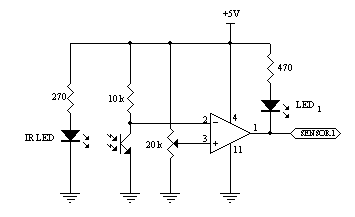 +5V
270
10k
470
LED 1
2
4
1
SENSOR1
IR LED
20k
3
11